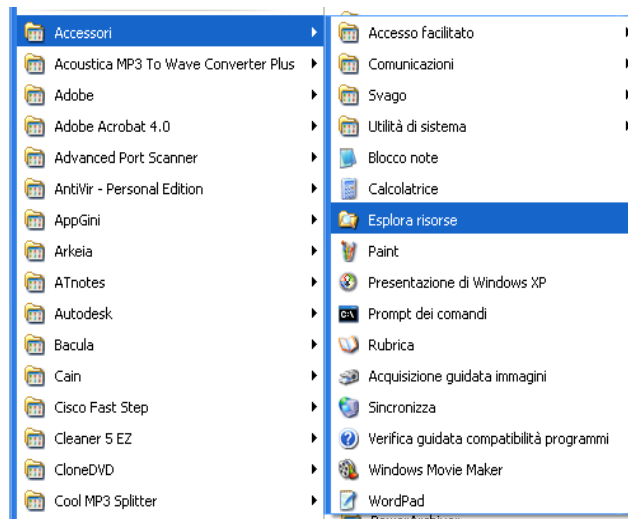 Accessori
Acoustica MP3 To Wave Converter Plus
Adobe
Adobe Acrobat 4.0
Advanced Port Scanner
AntiVir - Personal Edition
AppGini
Arkeia
ATnotes
Autodesk
Bacula
Cain
Cisco Fast Step
Cleaner 5 EZ
CloneDVD
Cool MP3 Splitter
Accesso facilitato
Comunicazioni
Svago
Utilità di sistema
Blocco note
Calcolatrice
Esplora risorse
Paint
Presentazione di Windows XP
Prompt dei comandi
Rubrica
Acquisizione guidata immagini
Sincronizza
Verifica guidata compatibilità programmi
Windows Movie Maker
WordPad